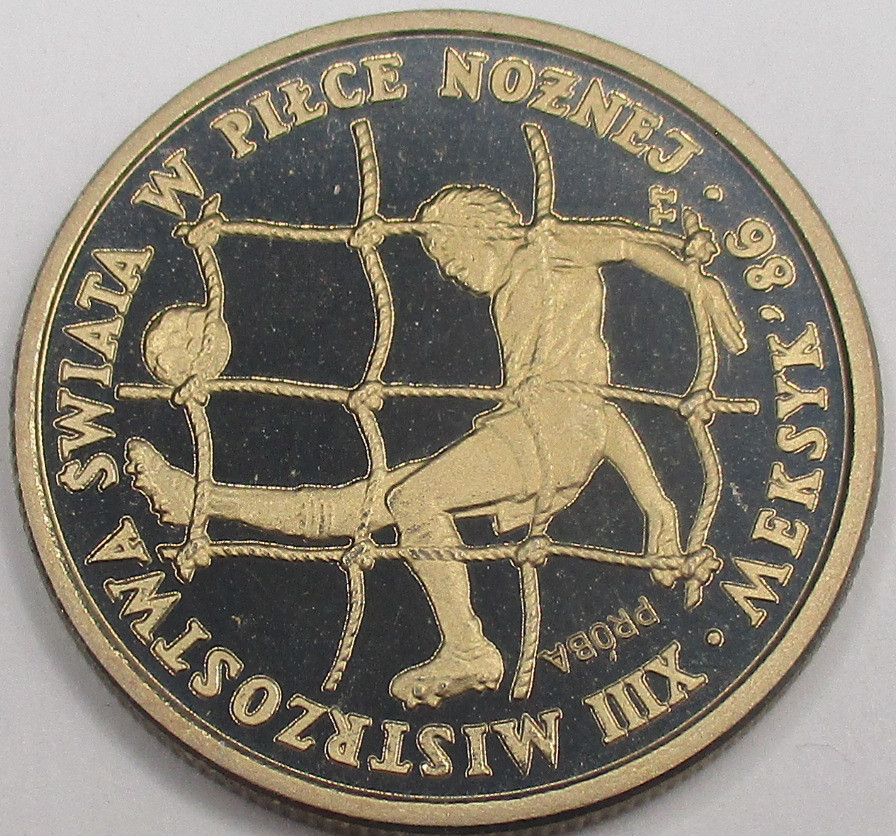 XIII MISTRZOSTWA ŚWIATA W PIŁCE NOŻNEJ · MEKSYK '86 ·
PRÓBA